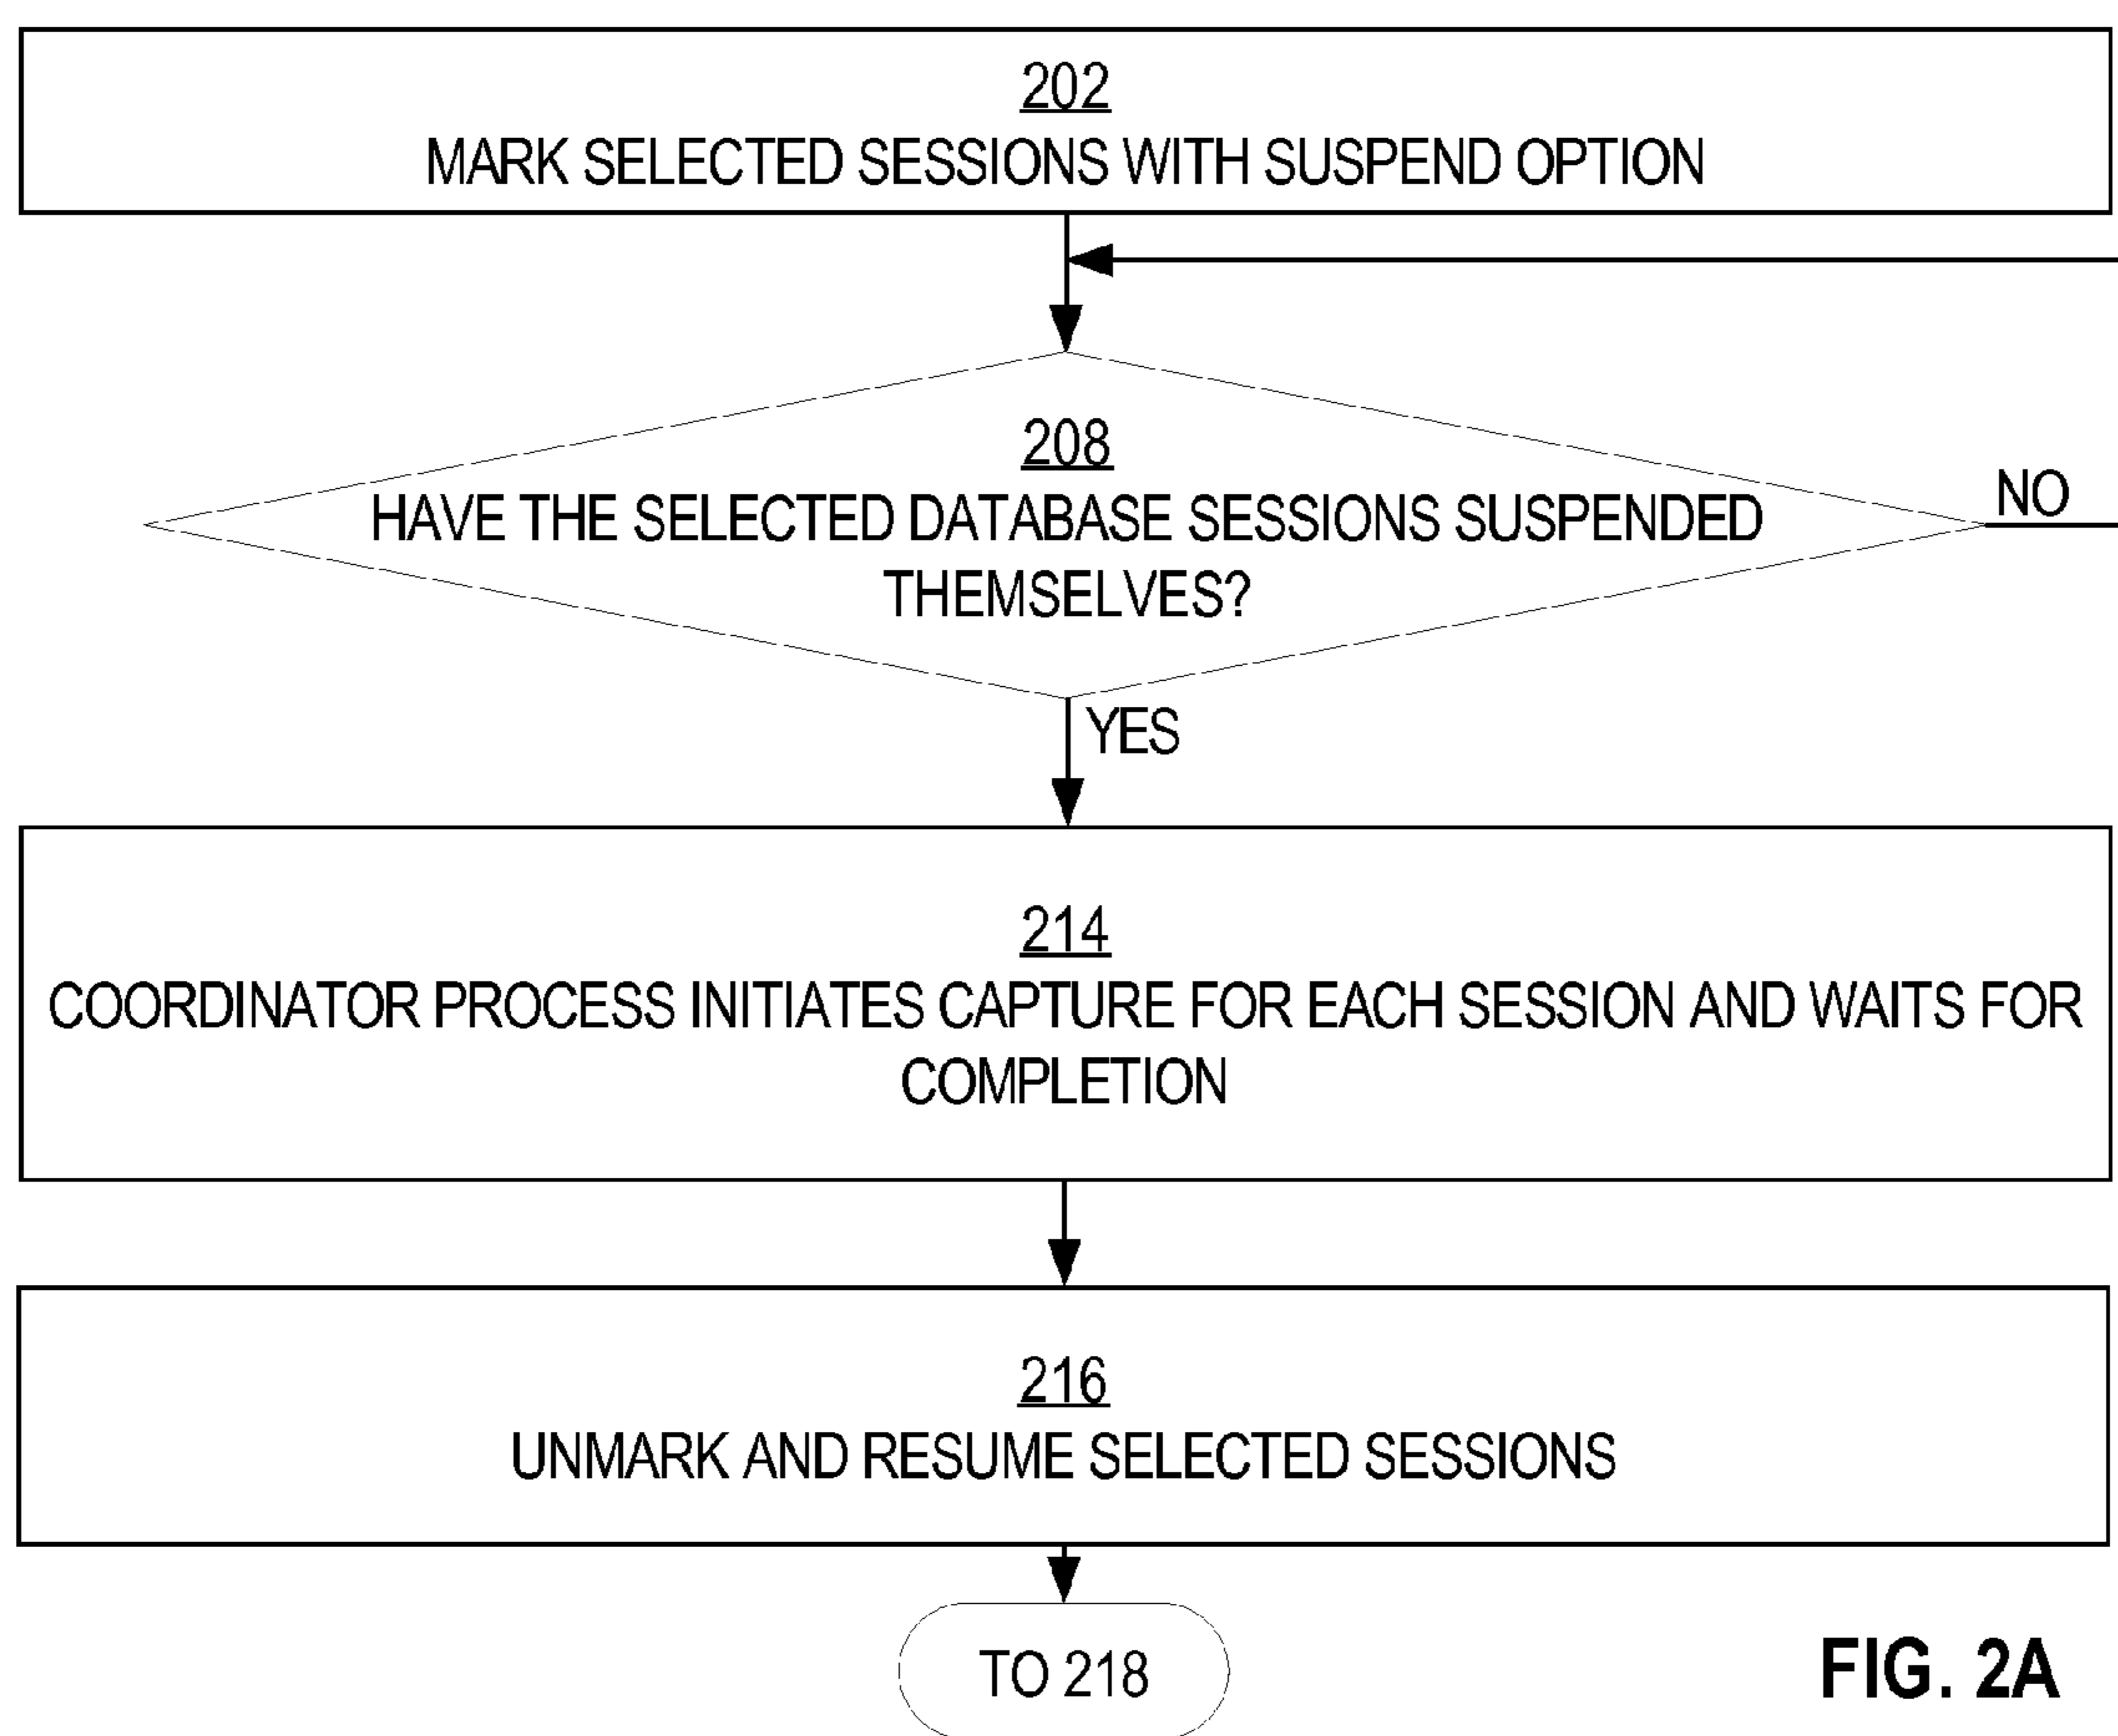 202
MARK SELECTED SESSIONS WITH SUSPEND OPTION
208
HAVE THE SELECTED DATABASE SESSIONS SUSPENDED
THEMSELVES?
NO
YES
214
COORDINATOR PROCESS INITIATES CAPTURE FOR EACH SESSION AND WAITS FOR
COMPLETION
216
UNMARK AND RESUME SELECTED SESSIONS
TO 218
FIG. 2A